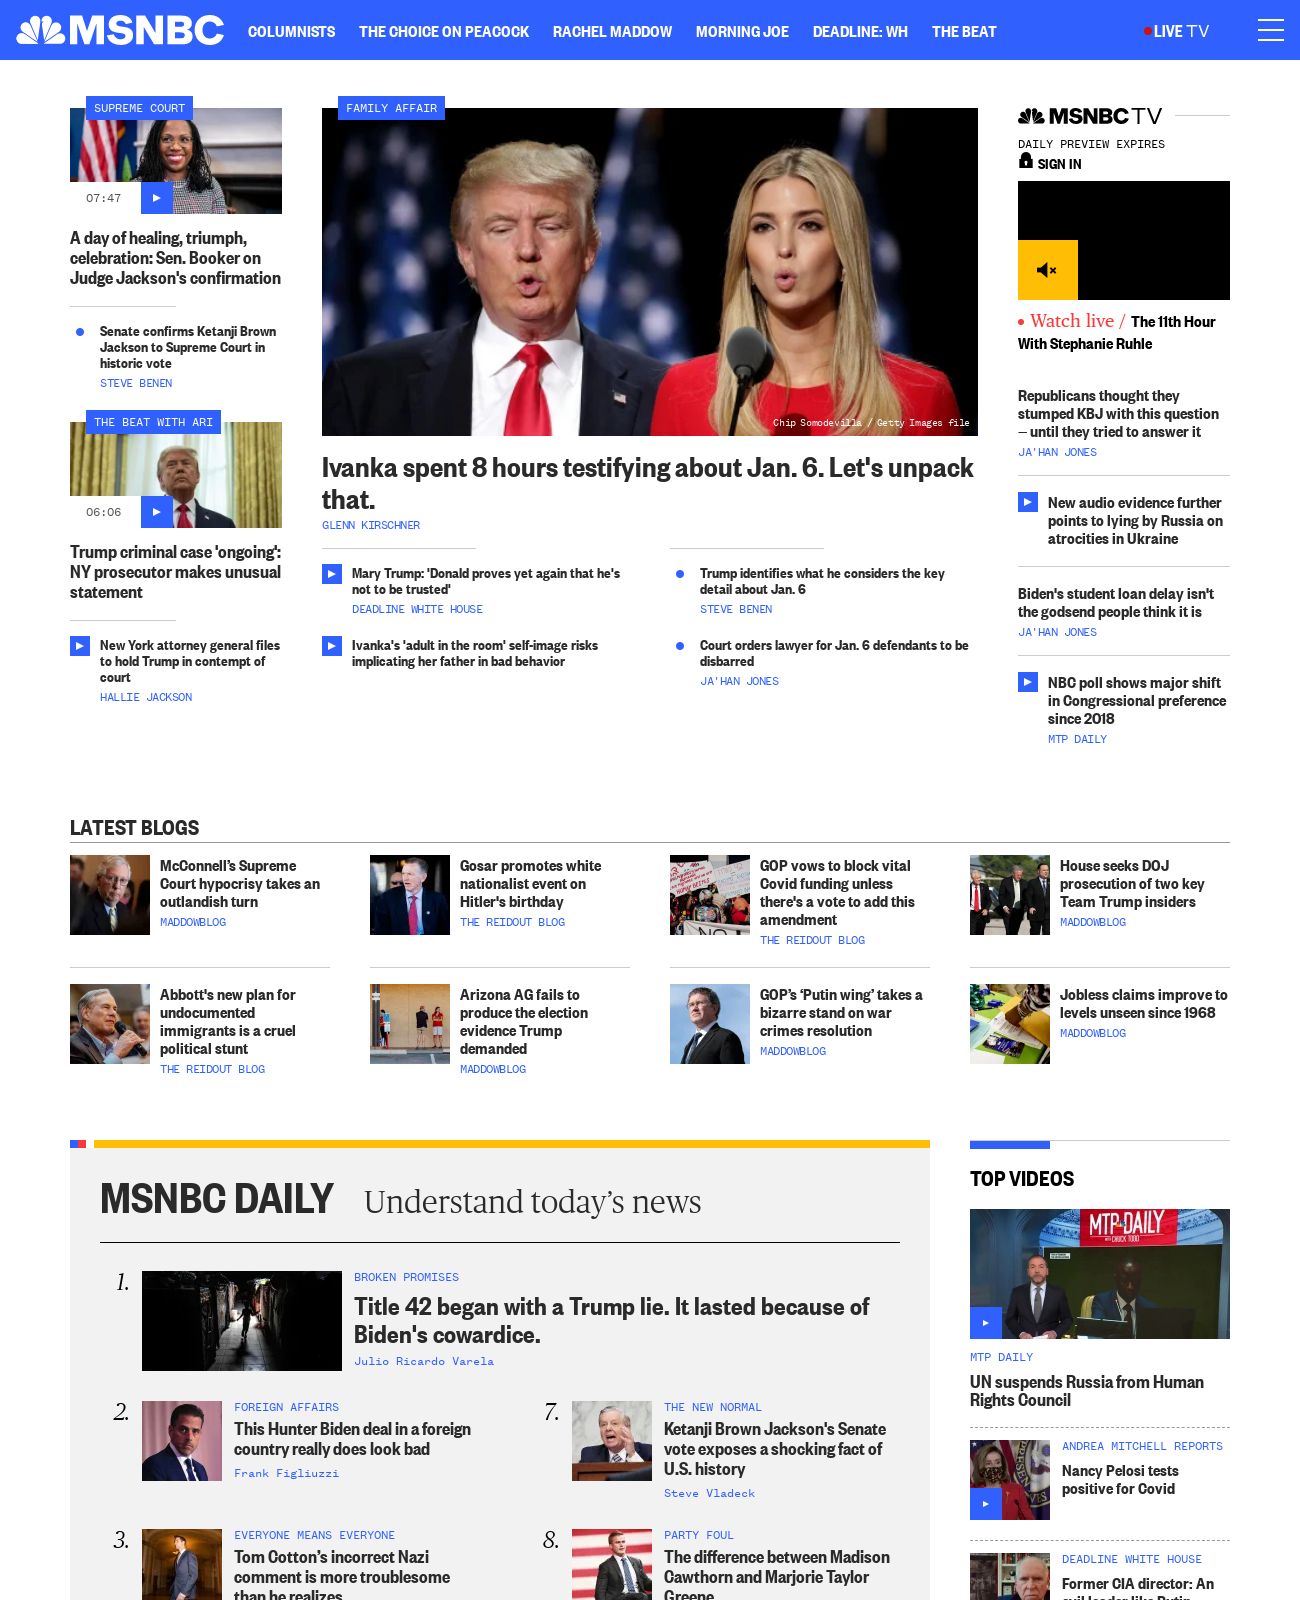 MSNBC
COLUMNISTS
THE CHOICE ON PEACOCK
RACHEL MADDOW
MORNING JOE
DEADLINE: WH
THE BEAT
LIVE TV
SUPREME COURT
07:47
A day of healing, triumph,
celebration: Sen. Booker on
Judge Jackson's confirmation
Senate confirms Ketanji Brown
Jackson to Supreme Court in
historic vote
STEVE BENEN
THE BEAT WITH ARI
06:06
Trump criminal case 'ongoing':
NY prosecutor makes unusual
statement
New York attorney general files
to hold Trump in contempt of
court
HALLIE JACKSON
FAMILY AFFAIR
Chip Somodevilla / Getty Images file
Ivanka spent 8 hours testifying about Jan. 6. Let's unpack
that.
GLENN KIRSCHNER
Mary Trump: 'Donald proves yet again that he's
not to be trusted'
DEADLINE WHITE HOUSE
Ivanka's 'adult in the room' self-image risks
implicating her father in bad behavior
Trump identifies what he considers the key
detail about Jan. 6
STEVE BENEN
Court orders lawyer for Jan. 6 defendants to be
disbarred
JA'HAN JONES
MSNBC TV
DAILY PREVIEW EXPIRES
SIGN IN
Watch live / The 11th Hour
With Stephanie Ruhle
Republicans thought they
stumped KBJ with this question
— until they tried to answer it
JA'HAN JONES
New audio evidence further
points to lying by Russia on
atrocities in Ukraine
Biden's student loan delay isn't
the godsend people think it is
JA'HAN JONES
NBC poll shows major shift
in Congressional preference
since 2018
MTP DAILY
LATEST BLOGS
McConnell’s Supreme
Court hypocrisy takes an
outlandish turn
MADDOWBLOG
Gosar promotes white
nationalist event on
Hitler's birthday
THE REIDOUT BLOG
GOP vows to block vital
Covid funding unless
there's a vote to add this
amendment
THE REIDOUT BLOG
House seeks DOJ
prosecution of two key
Team Trump insiders
MADDOWBLOG
Abbott's new plan for
undocumented
immigrants is a cruel
political stunt
THE REIDOUT BLOG
Arizona AG fails to
produce the election
evidence Trump
demanded
MADDOWBLOG
GOP’s ‘Putin wing’ takes a
bizarre stand on war
crimes resolution
MADDOWBLOG
Jobless claims improve to
levels unseen since 1968
MADDOWBLOG
MSNBC DAILY
Understand today’s news
1.
BROKEN PROMISES
Title 42 began with a Trump lie. It lasted because of
Biden's cowardice.
Julio Ricardo Varela
2.
FOREIGN AFFAIRS
This Hunter Biden deal in a foreign
country really does look bad
Frank Figliuzzi
7.
THE NEW NORMAL
Ketanji Brown Jackson's Senate
vote exposes a shocking fact of
U.S. history
Steve Vladeck
3.
EVERYONE MEANS EVERYONE
Tom Cotton’s incorrect Nazi
comment is more troublesome
than he realizes
8.
PARTY FOUL
The difference between Madison
Cawthorn and Marjorie Taylor
Greene
TOP VIDEOS
MTP DAILY
WITH CHUCK TODD
MTP DAILY
UN suspends Russia from Human
Rights Council
ANDREA MITCHELL REPORTS
Nancy Pelosi tests
positive for Covid
DEADLINE WHITE HOUSE
Former CIA director: An
evil leader like Putin